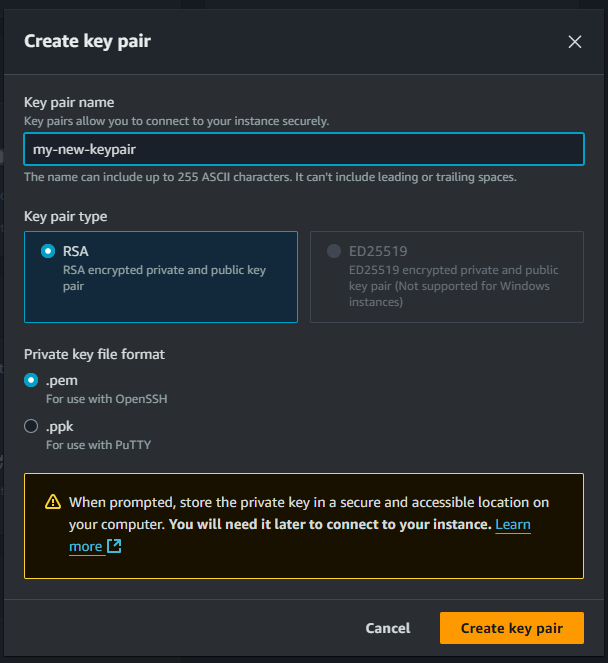 Create key pair
Key pair name
Key pairs allow you to connect to your instance securely.
my-new-keypair
The name can include up to 255 ASCII characters. It can't include leading or trailing spaces.
Key pair type
RSA
RSA encrypted private and public key
pair
ED25519
ED25519 encrypted private and public
key pair (Not supported for Windows
instances)
Private key file format
.pem
For use with OpenSSH
.ppk
For use with PuTTY
When prompted, store the private key in a secure and accessible location on
your computer. You will need it later to connect to your instance. Learn
more
Cancel
Create key pair